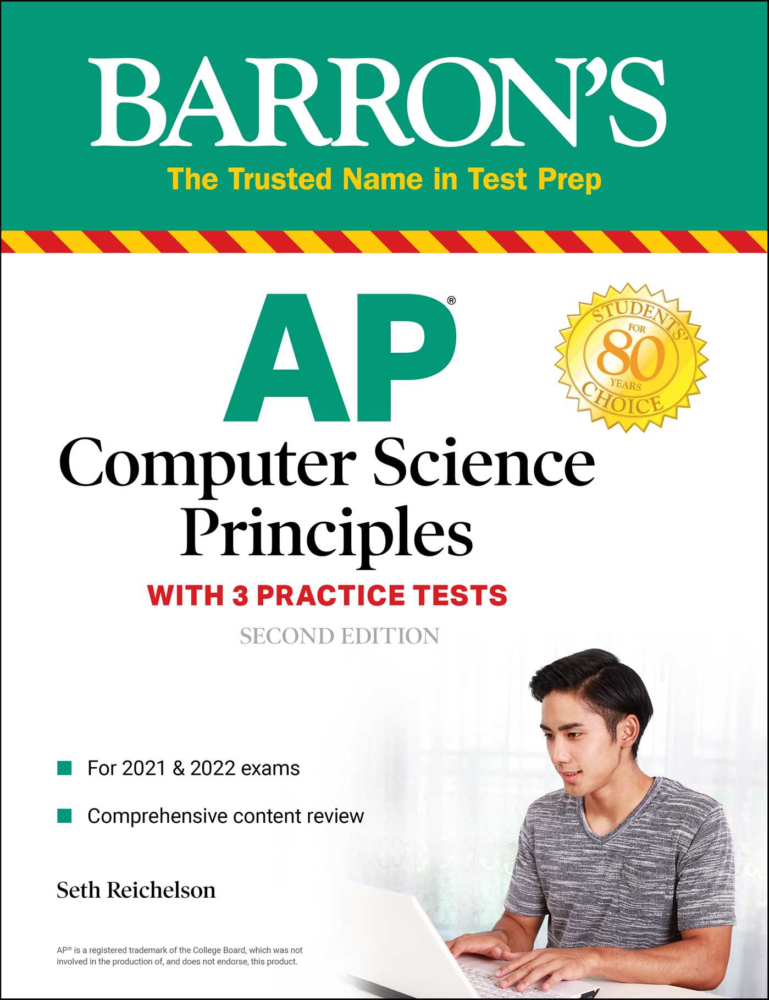 BARRON'S
The Trusted Name in Test Prep
AP®
STUDENTS'
FOR
80
YEARS
CHOICE
Computer Science
Principles
WITH 3 PRACTICE TESTS
SECOND EDITION
For 2021 & 2022 exams
Comprehensive content review
Seth Reichelson
AP® is a registered trademark of the College Board, which was not
involved in the production of, and does not endorse, this product.